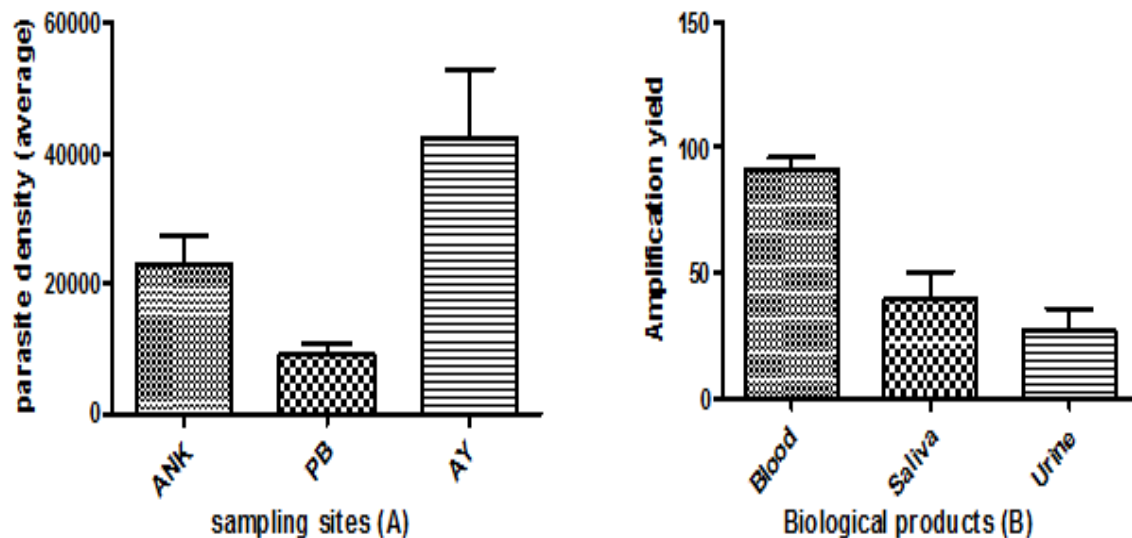 parasite density (average)
60000
40000
20000
0
ANK
PB
AY
sampling sites (A)
Amplification yield
150
100
50
0
Blood
Saliva
Urine
Biological products (B)